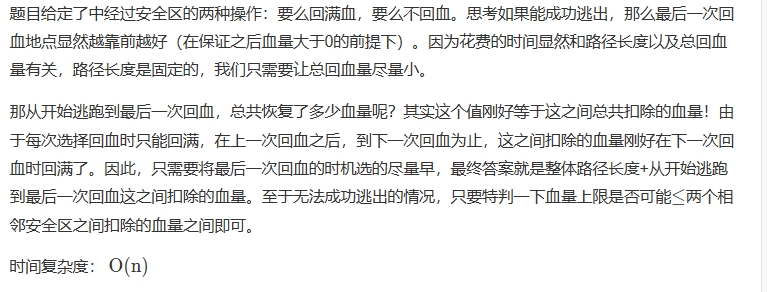 题目给定了中经过安全区的两种操作：要么回满血，要么不回血。思考如果能成功逃出，那么最后一次回
血地点显然越靠前越好（在保证之后血量大于0的前提下）。因为花费的时间显然和路径长度以及总回血
量有关，路径长度是固定的，我们只需要让总回血量尽量小。
那从开始逃跑到最后一次回血，总共恢复了多少血量呢？其实这个值刚好等于这之间总共扣除的血量！由
于每次选择回血时只能回满，在上一次回血之后，到下一次回血为止，这之间扣除的血量刚好在下一次回
血时回满了。因此，只需要将最后一次回血的时机选的尽量早，最终答案就是整体路径长度+从开始逃跑
到最后一次回血这之间扣除的血量。至于无法成功逃出的情况，只要特判一下血量上限是否可能≤两个相
邻安全区之间扣除的血量之间即可。
时间复杂度： O(n)